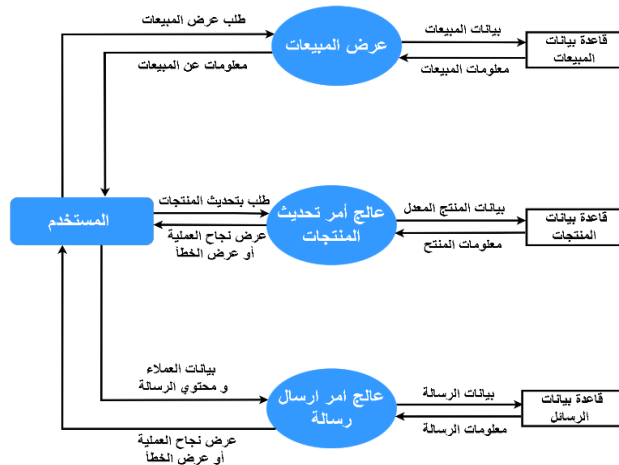 طلب عرض المبيعات
عرض المبيعات
بيانات المبيعات
قاعدة بيانات
المبيعات
معلومات عن المبيعات
معلومات المبيعات
المستخدم
طلب بتحديث المنتجات
عالج أمر تحديث
المنتجات
بيانات المنتج المعدل
قاعدة بيانات
المنتجات
عرض نجاح العملية
أو عرض الخطأ
معلومات المنتج
بيانات العملاء
و محتوي الرسالة
عالج امر ارسال
رسالة
بيانات الرسالة
قاعدة بيانات
الرسائل
عرض نجاح العملية
أو عرض الخطأ
معلومات الرسالة